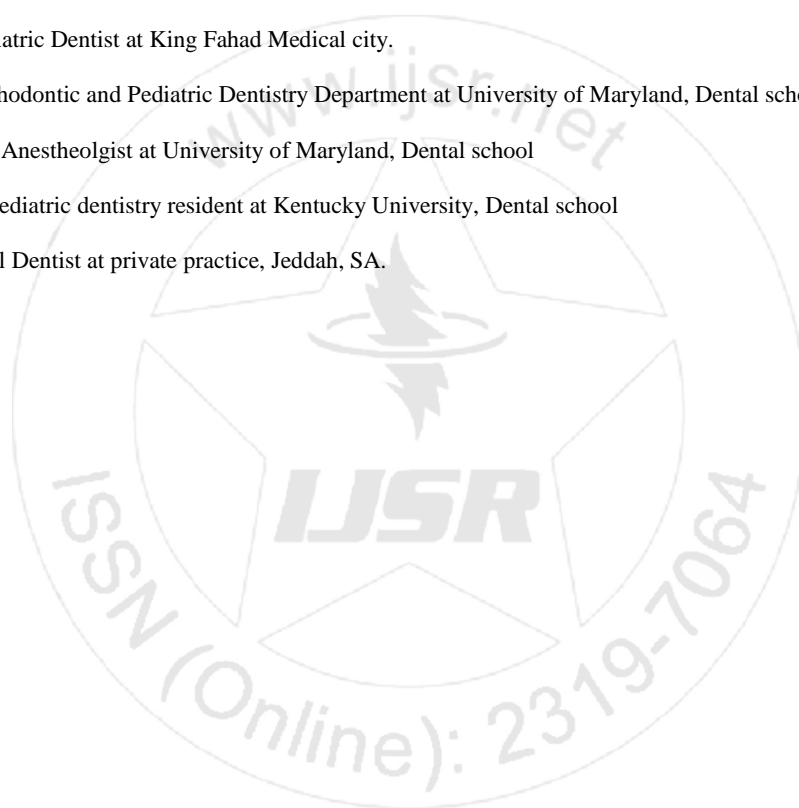 iatric Dentist at King Fahad Medical city.
hodontic and Pediatric Dentistry Department at University of Maryland, Dental scho
Anestheolgist at University of Maryland, Dental school
ediatric dentistry resident at Kentucky University, Dental school
l Dentist at private practice, Jeddah, SA.
www.ijsr.net
IJSR
ISSN (Online): 2319-7064